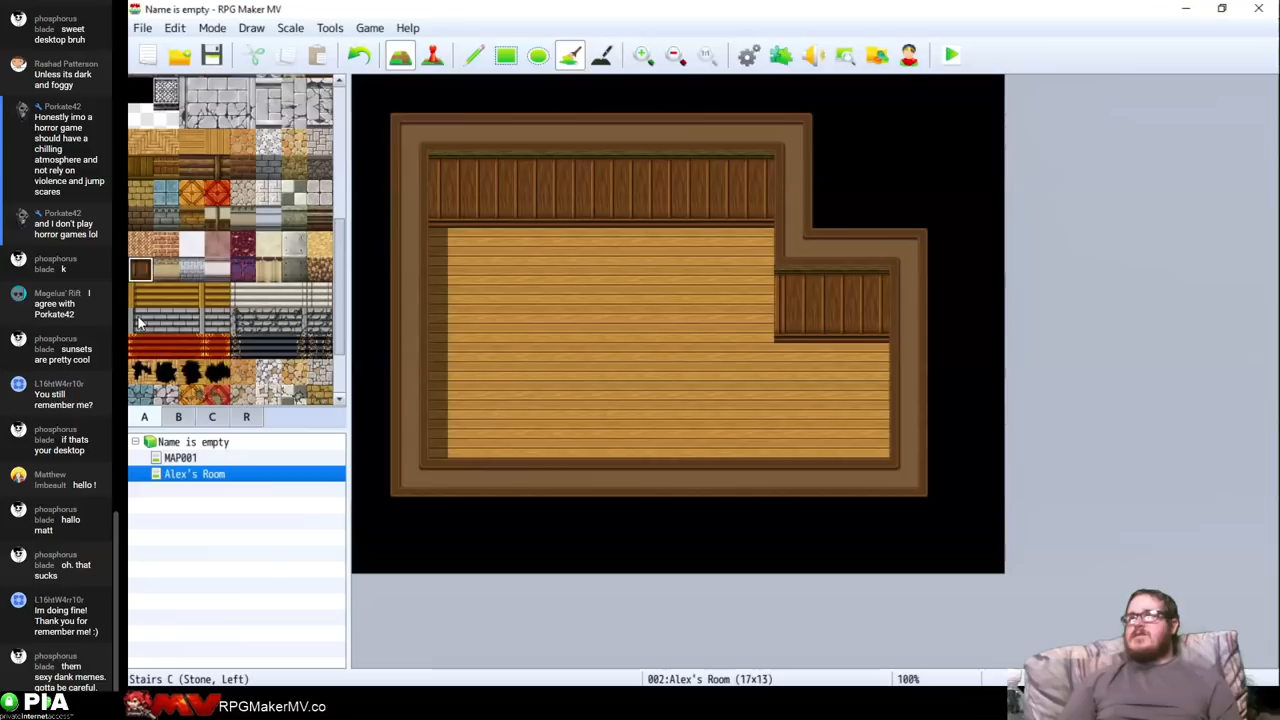 phosphorus
blade sweet
desktop bruh
Rashad Patterson
Unless its dark
and foggy
Porkate42
Honestly imo a
horror game
should have a
chilling
atmosphere
and not rely on
violence and jump
scares
Porkate42
and I don't play
horror games lol
phosphorus
blade k
Magelus' Rift I
agree with
Porkate42
phosphorus
blade sunsets
are pretty cool
L16htW4rr10r
You still
remember me?
phosphorus
blade if thats
your desktop
Matthew
Imbeault hello !
phosphorus
blade hallo
matt
phosphorus
blade oh. that
sucks
L16htW4rr10r
Im doing fine!
Thank you for
remember me! :)
phosphorus
blade them
sexy dank memes.
gotta be careful.
PIA
privateinternetaccess
Name is empty - RPG Maker MV
File Edit Mode Draw Scale Tools Game Help
1:1
A B C R
Name is empty
MAP001
Alex's Room
Stairs C (Stone, Left)
002:Alex's Room (17x13)
100%
MV RPGMakerMV.co